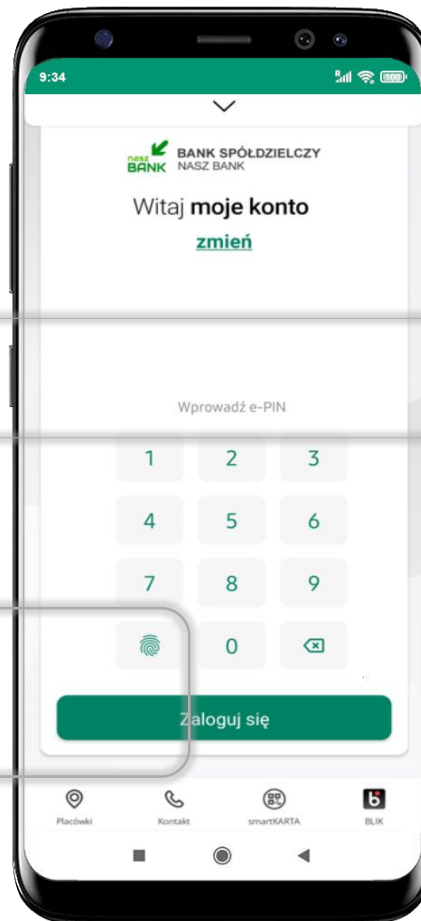 9:34
100
nasz
BANK
BANK SPÓŁDZIELCZY
NASZ BANK
Witaj moje konto
zmień
Wprowadź e-PIN
1 2 3
4 5 6
7 8 9
0
Zaloguj się
Placówki Kontakt smartKARTA BLIK